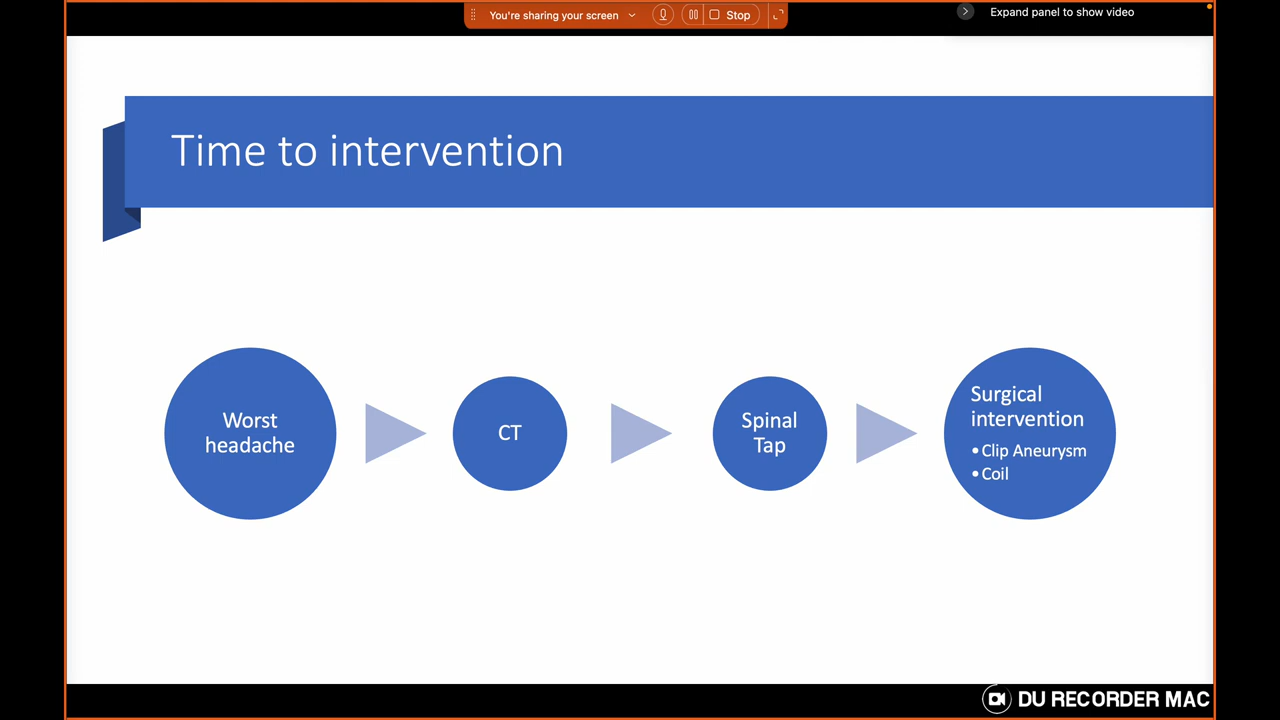 You're sharing your screen
Stop
Expand panel to show video
Time to intervention
Worst
headache
CT
Spinal
Tap
Surgical
intervention
• Clip Aneurysm
• Coil
DU RECORDER MAC